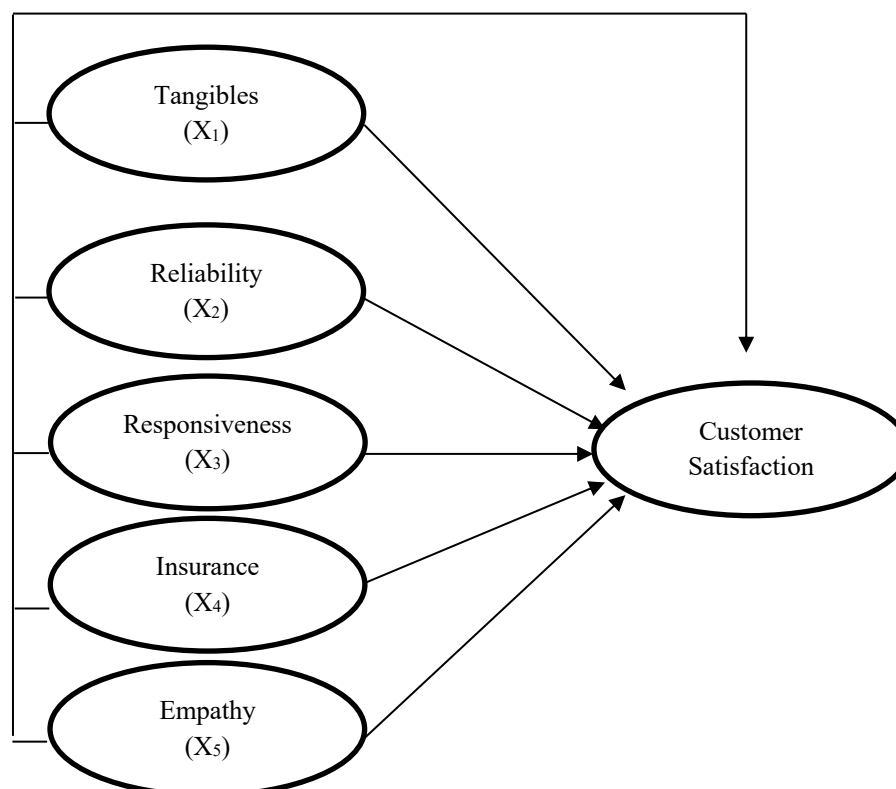 Tangibles
(X₁)
Reliability
(X₂)
Responsiveness
(X₃)
Customer
Satisfaction
Insurance
(X₄)
Empathy
(X₅)